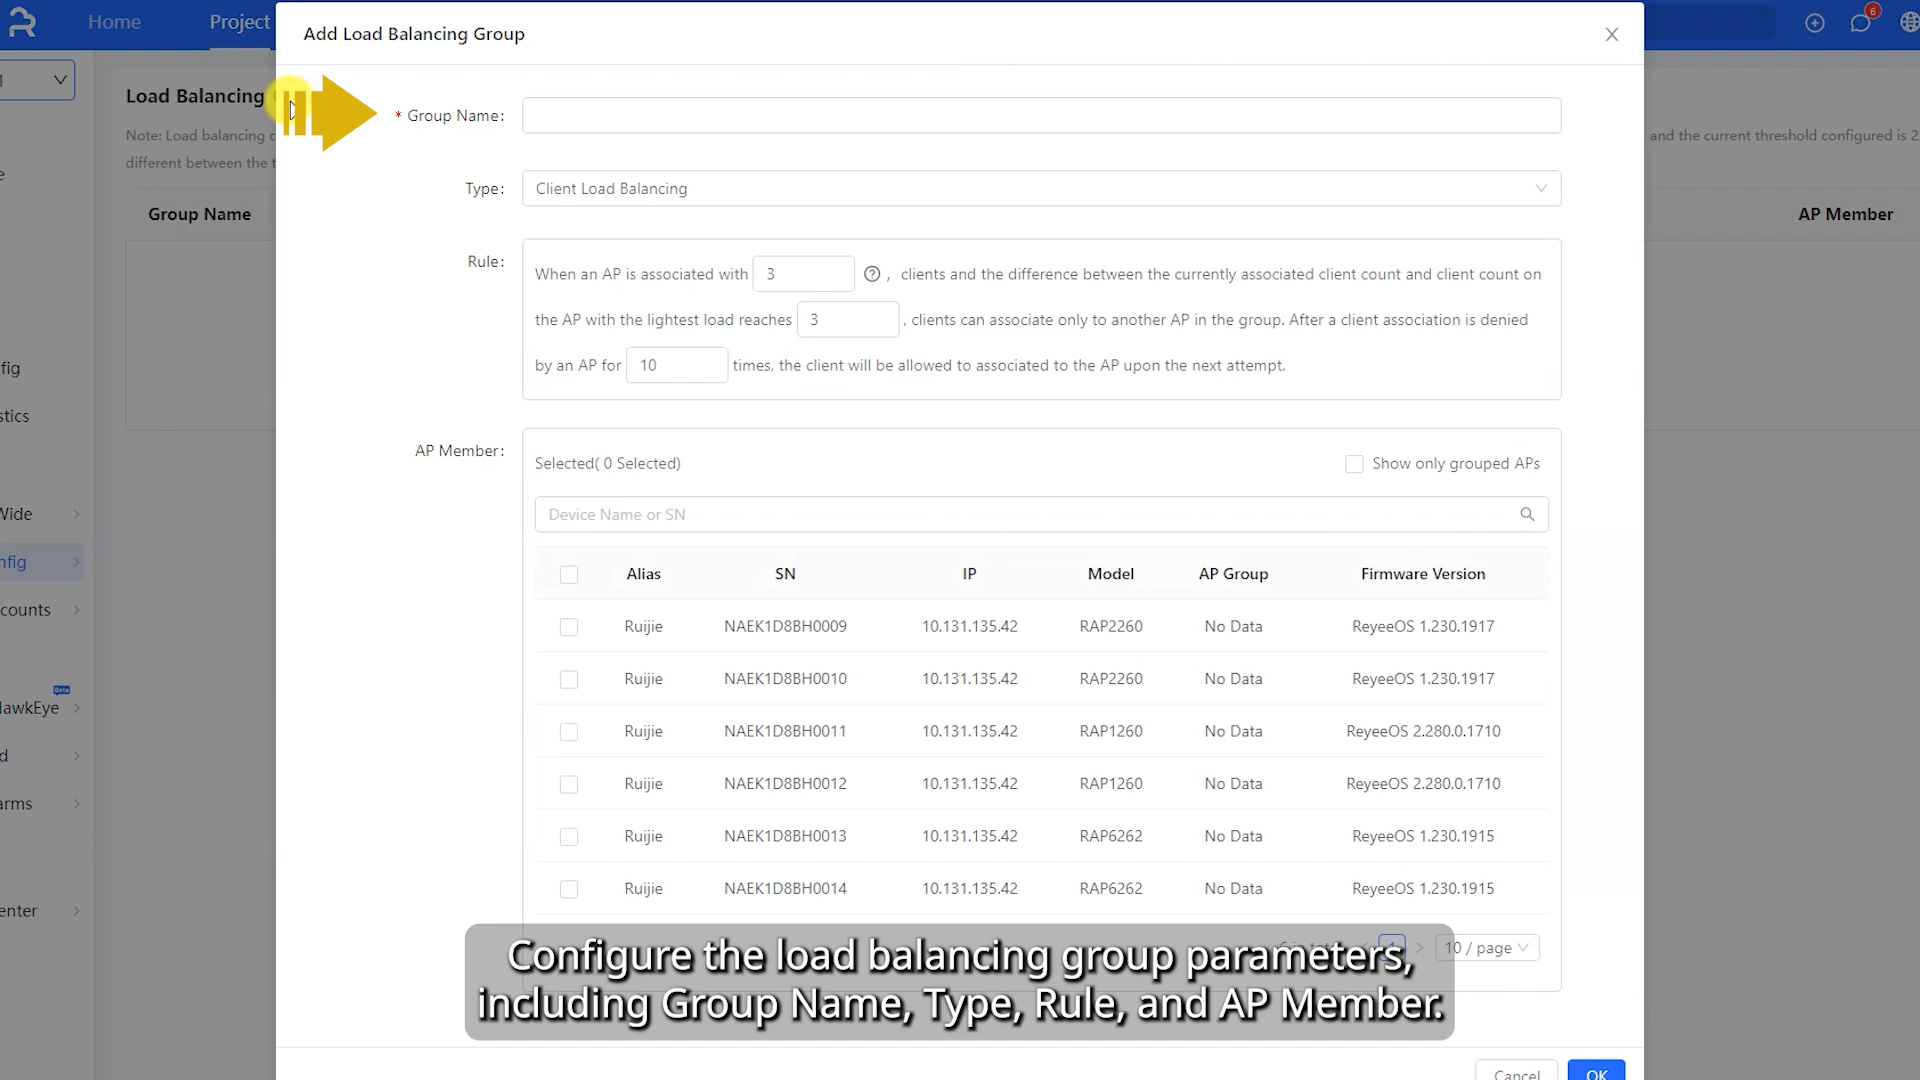 Home
Project
Add Load Balancing Group
6
Load Balancing
* Group Name:
Note: Load balancing
and the current threshold configured is 2
different between the t
Type:
Client Load Balancing
Group Name
AP Member
Rule:
When an AP is associated with 3 ? , clients and the difference between the currently associated client count and client count on
the AP with the lightest load reaches 3 , clients can associate only to another AP in the group. After a client association is denied
by an AP for 10 times, the client will be allowed to associated to the AP upon the next attempt.
fig
stics
AP Member:
Selected( 0 Selected)
Show only grouped APs
Wide
Device Name or SN
nfig
Alias SN IP Model AP Group Firmware Version
counts
Ruijie NAEK1D8BH0009 10.131.135.42 RAP2260 No Data ReyeeOS 1.230.1917
Ruijie NAEK1D8BH0010 10.131.135.42 RAP2260 No Data ReyeeOS 1.230.1917
Beta
HawkEye
Ruijie NAEK1D8BH0011 10.131.135.42 RAP1260 No Data ReyeeOS 2.280.0.1710
d
Ruijie NAEK1D8BH0012 10.131.135.42 RAP1260 No Data ReyeeOS 2.280.0.1710
arms
Ruijie NAEK1D8BH0013 10.131.135.42 RAP6262 No Data ReyeeOS 1.230.1915
Ruijie NAEK1D8BH0014 10.131.135.42 RAP6262 No Data ReyeeOS 1.230.1915
enter
10 / page
Configure the load balancing group parameters,
including Group Name, Type, Rule, and AP Member.
Cancel
OK